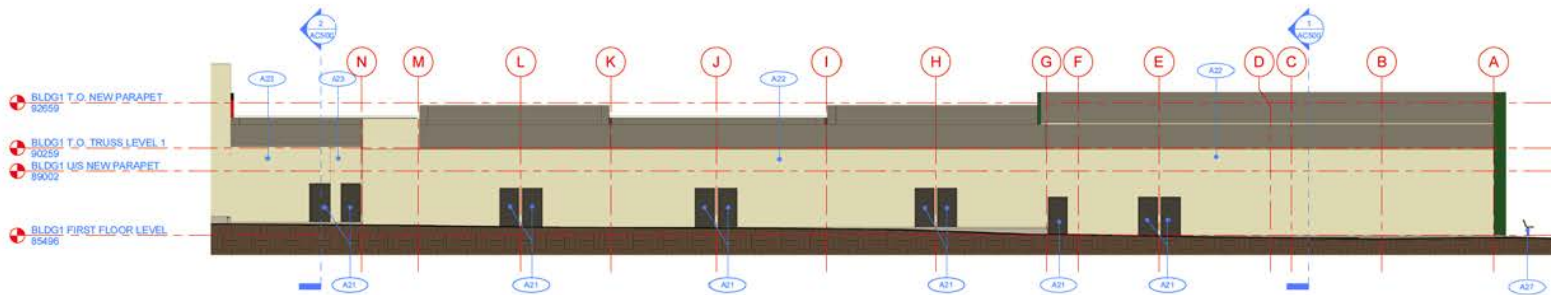 2
AC500
1
AC500
N
M
L
K
J
I
H
G
F
E
D
C
B
A
A22
A23
A22
A22
BLDG1 T.O. NEW PARAPET
92659
BLDG1 T.O. TRUSS LEVEL 1
90259
BLDG1 U/S NEW PARAPET
89002
BLDG1 FIRST FLOOR LEVEL
85496
A21
A21
A21
A21
A21
A21
A27